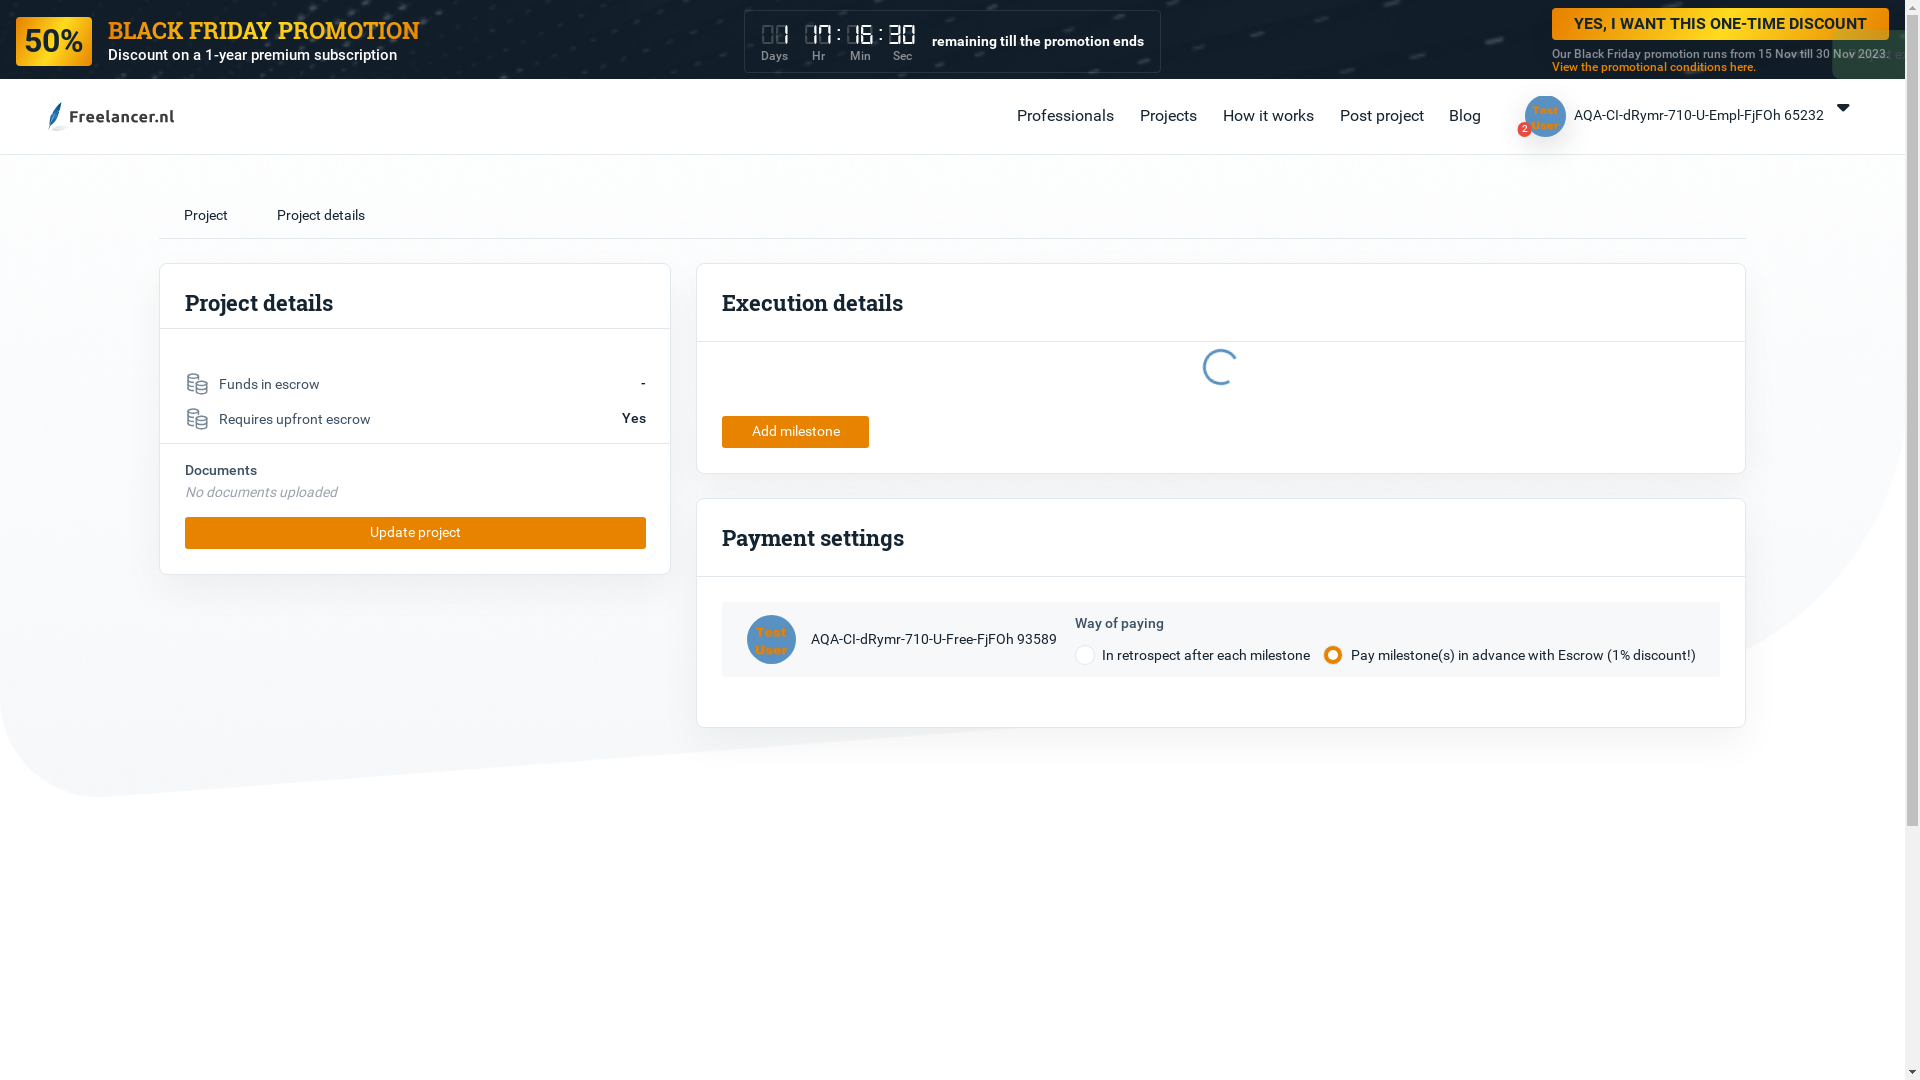 50%
BLACK FRIDAY PROMOTION
Discount on a 1-year premium subscription
1 17 : 16 : 30
Days Hr Min Sec
remaining till the promotion ends
YES, I WANT THIS ONE-TIME DISCOUNT
Our Black Friday promotion runs from 15 Nov till 30 Nov 2023.
View the promotional conditions here.
Freelancer.nl
Professionals
Projects
How it works
Post project
Blog
Test
User
2
AQA-CI-dRymr-710-U-Empl-FjFOh 65232
Project
Project details
Project details
Funds in escrow -
Requires upfront escrow Yes
Documents
No documents uploaded
Update project
Execution details
Add milestone
Payment settings
Test
User
AQA-CI-dRymr-710-U-Free-FjFOh 93589
Way of paying
In retrospect after each milestone
Pay milestone(s) in advance with Escrow (1% discount!)